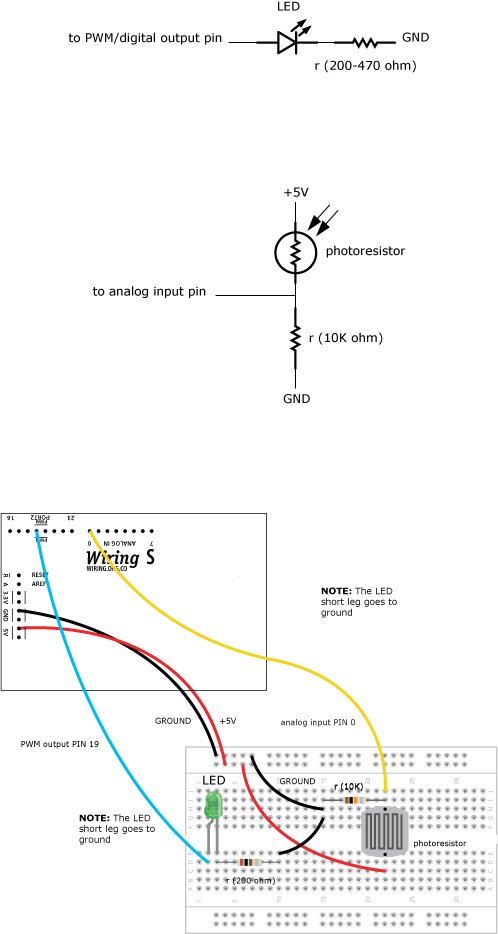 LED
to PWM/digital output pin
GND
r (200-470 ohm)
+5V
photoresistor
to analog input pin
r (10K ohm)
GND
16
PORT2
PWM
23
PWM
0
ANALOG IN
7
Wiring S
WIRING.ORG.CO
RESET
A AREF
3.3V
GND
5V
NOTE: The LED
short leg goes to
ground
GROUND
+5V
analog input PIN 0
PWM output PIN 19
LED
GROUND
r (10K)
NOTE: The LED
short leg goes to
ground
photoresistor
r (200 ohm)